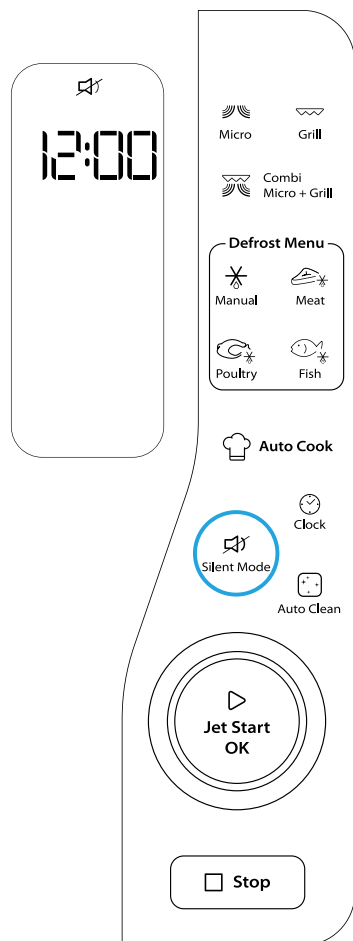 12:00
Micro
Grill
Combi
Micro + Grill
Defrost Menu
Manual
Meat
Poultry
Fish
Auto Cook
Clock
Silent Mode
Auto Clean
Jet Start
OK
Stop